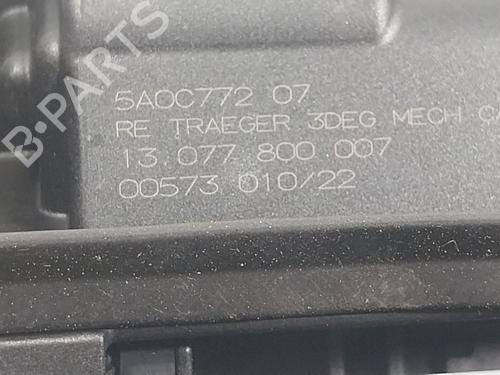 B-PARTS
5A0C772 07
RE TRAEGER 3DEG MECH C
13.077 800 007
00573 010/22